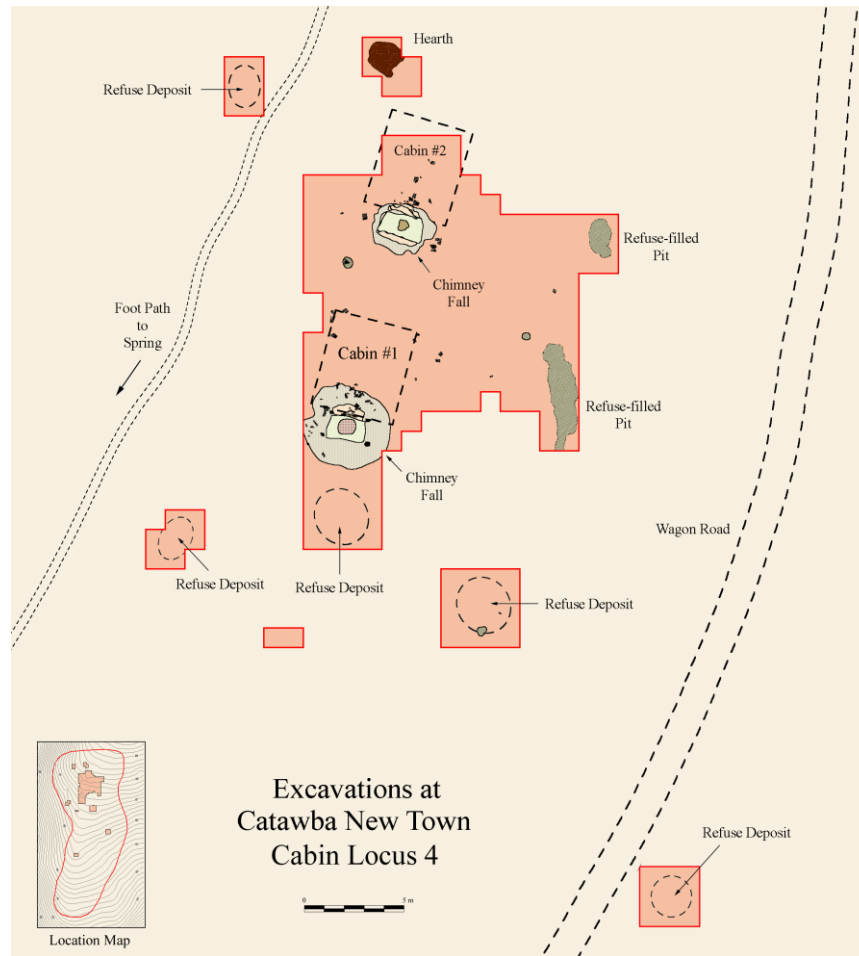 Hearth
Refuse Deposit
Cabin #2
Refuse-filled
Pit
Chimney
Fall
Foot Path
to
Spring
Cabin #1
Refuse-filled
Pit
Chimney
Fall
Wagon Road
Refuse Deposit
Refuse Deposit
Refuse Deposit
Excavations at
Catawba New Town
Cabin Locus 4
0 5 m
Refuse Deposit
Location Map